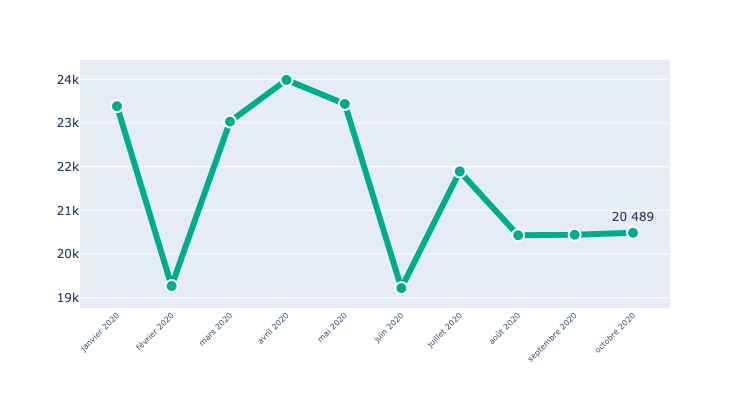 24k
23k
22k
21k
20k
19k
20 489
janvier 2020
février 2020
mars 2020
avril 2020
mai 2020
juin 2020
juillet 2020
août 2020
septembre 2020
octobre 2020